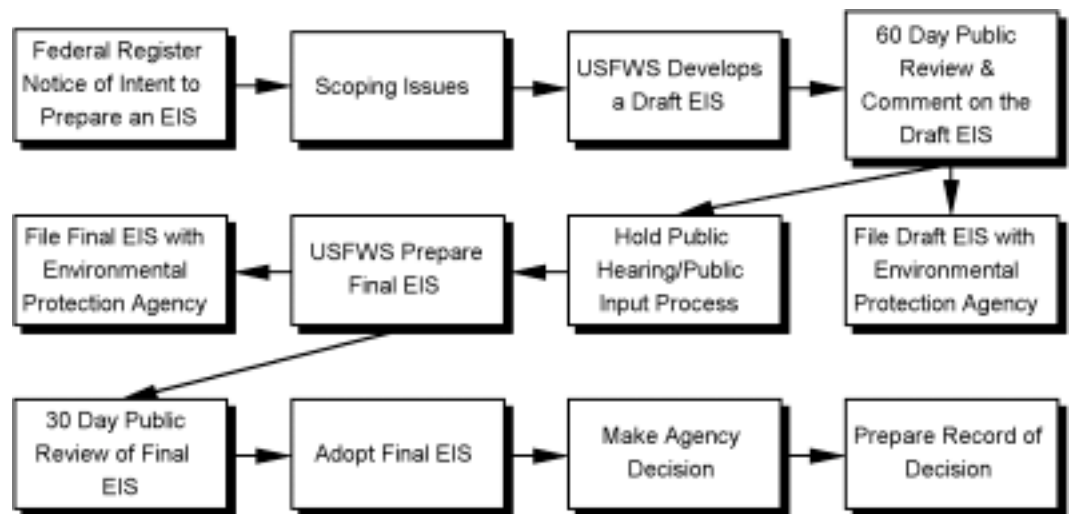 Federal Register
Notice of Intent to
Prepare an EIS
Scoping Issues
USFWS Develops
a Draft EIS
60 Day Public
Review &
Comment on the
Draft EIS
File Final EIS with
Environmental
Protection Agency
USFWS Prepare
Final EIS
Hold Public
Hearing/Public
Input Process
File Draft EIS with
Environmental
Protection Agency
30 Day Public
Review of Final
EIS
Adopt Final EIS
Make Agency
Decision
Prepare Record of
Decision